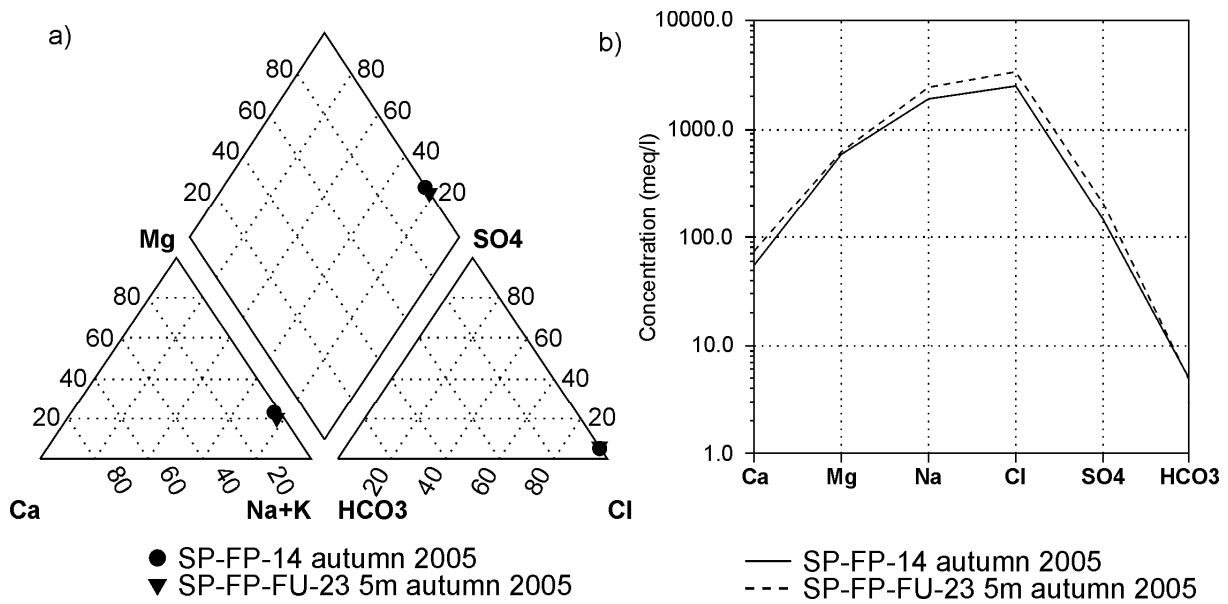 a)
80 80
60 60
40 40
20 20
Mg SO4
80 80
60 60
40 40
20 20
80 60 40 20 20 40 60 80
Ca Na+K HCO3 Cl
SP-FP-14 autumn 2005
SP-FP-FU-23 5m autumn 2005
b)
Concentration (meq/l)
10000.0
1000.0
100.0
10.0
1.0
Ca Mg Na Cl SO4 HCO3
SP-FP-14 autumn 2005
SP-FP-FU-23 5m autumn 2005